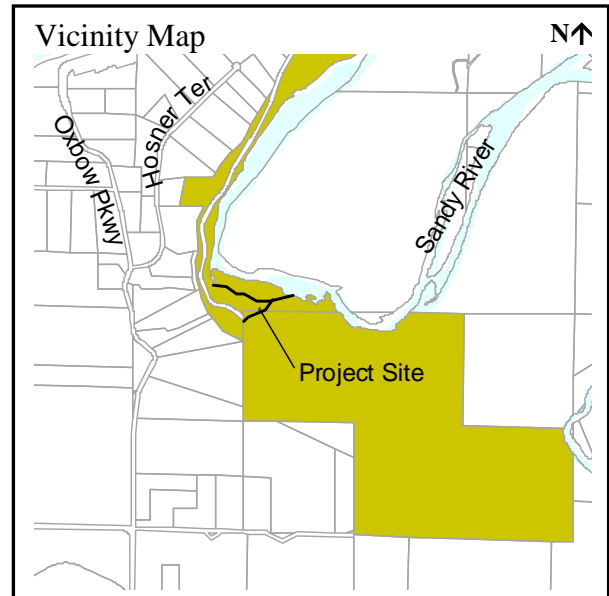 Vicinity Map
N↑
Hosner Ter
Oxbow Pkwy
Sandy River
Project Site